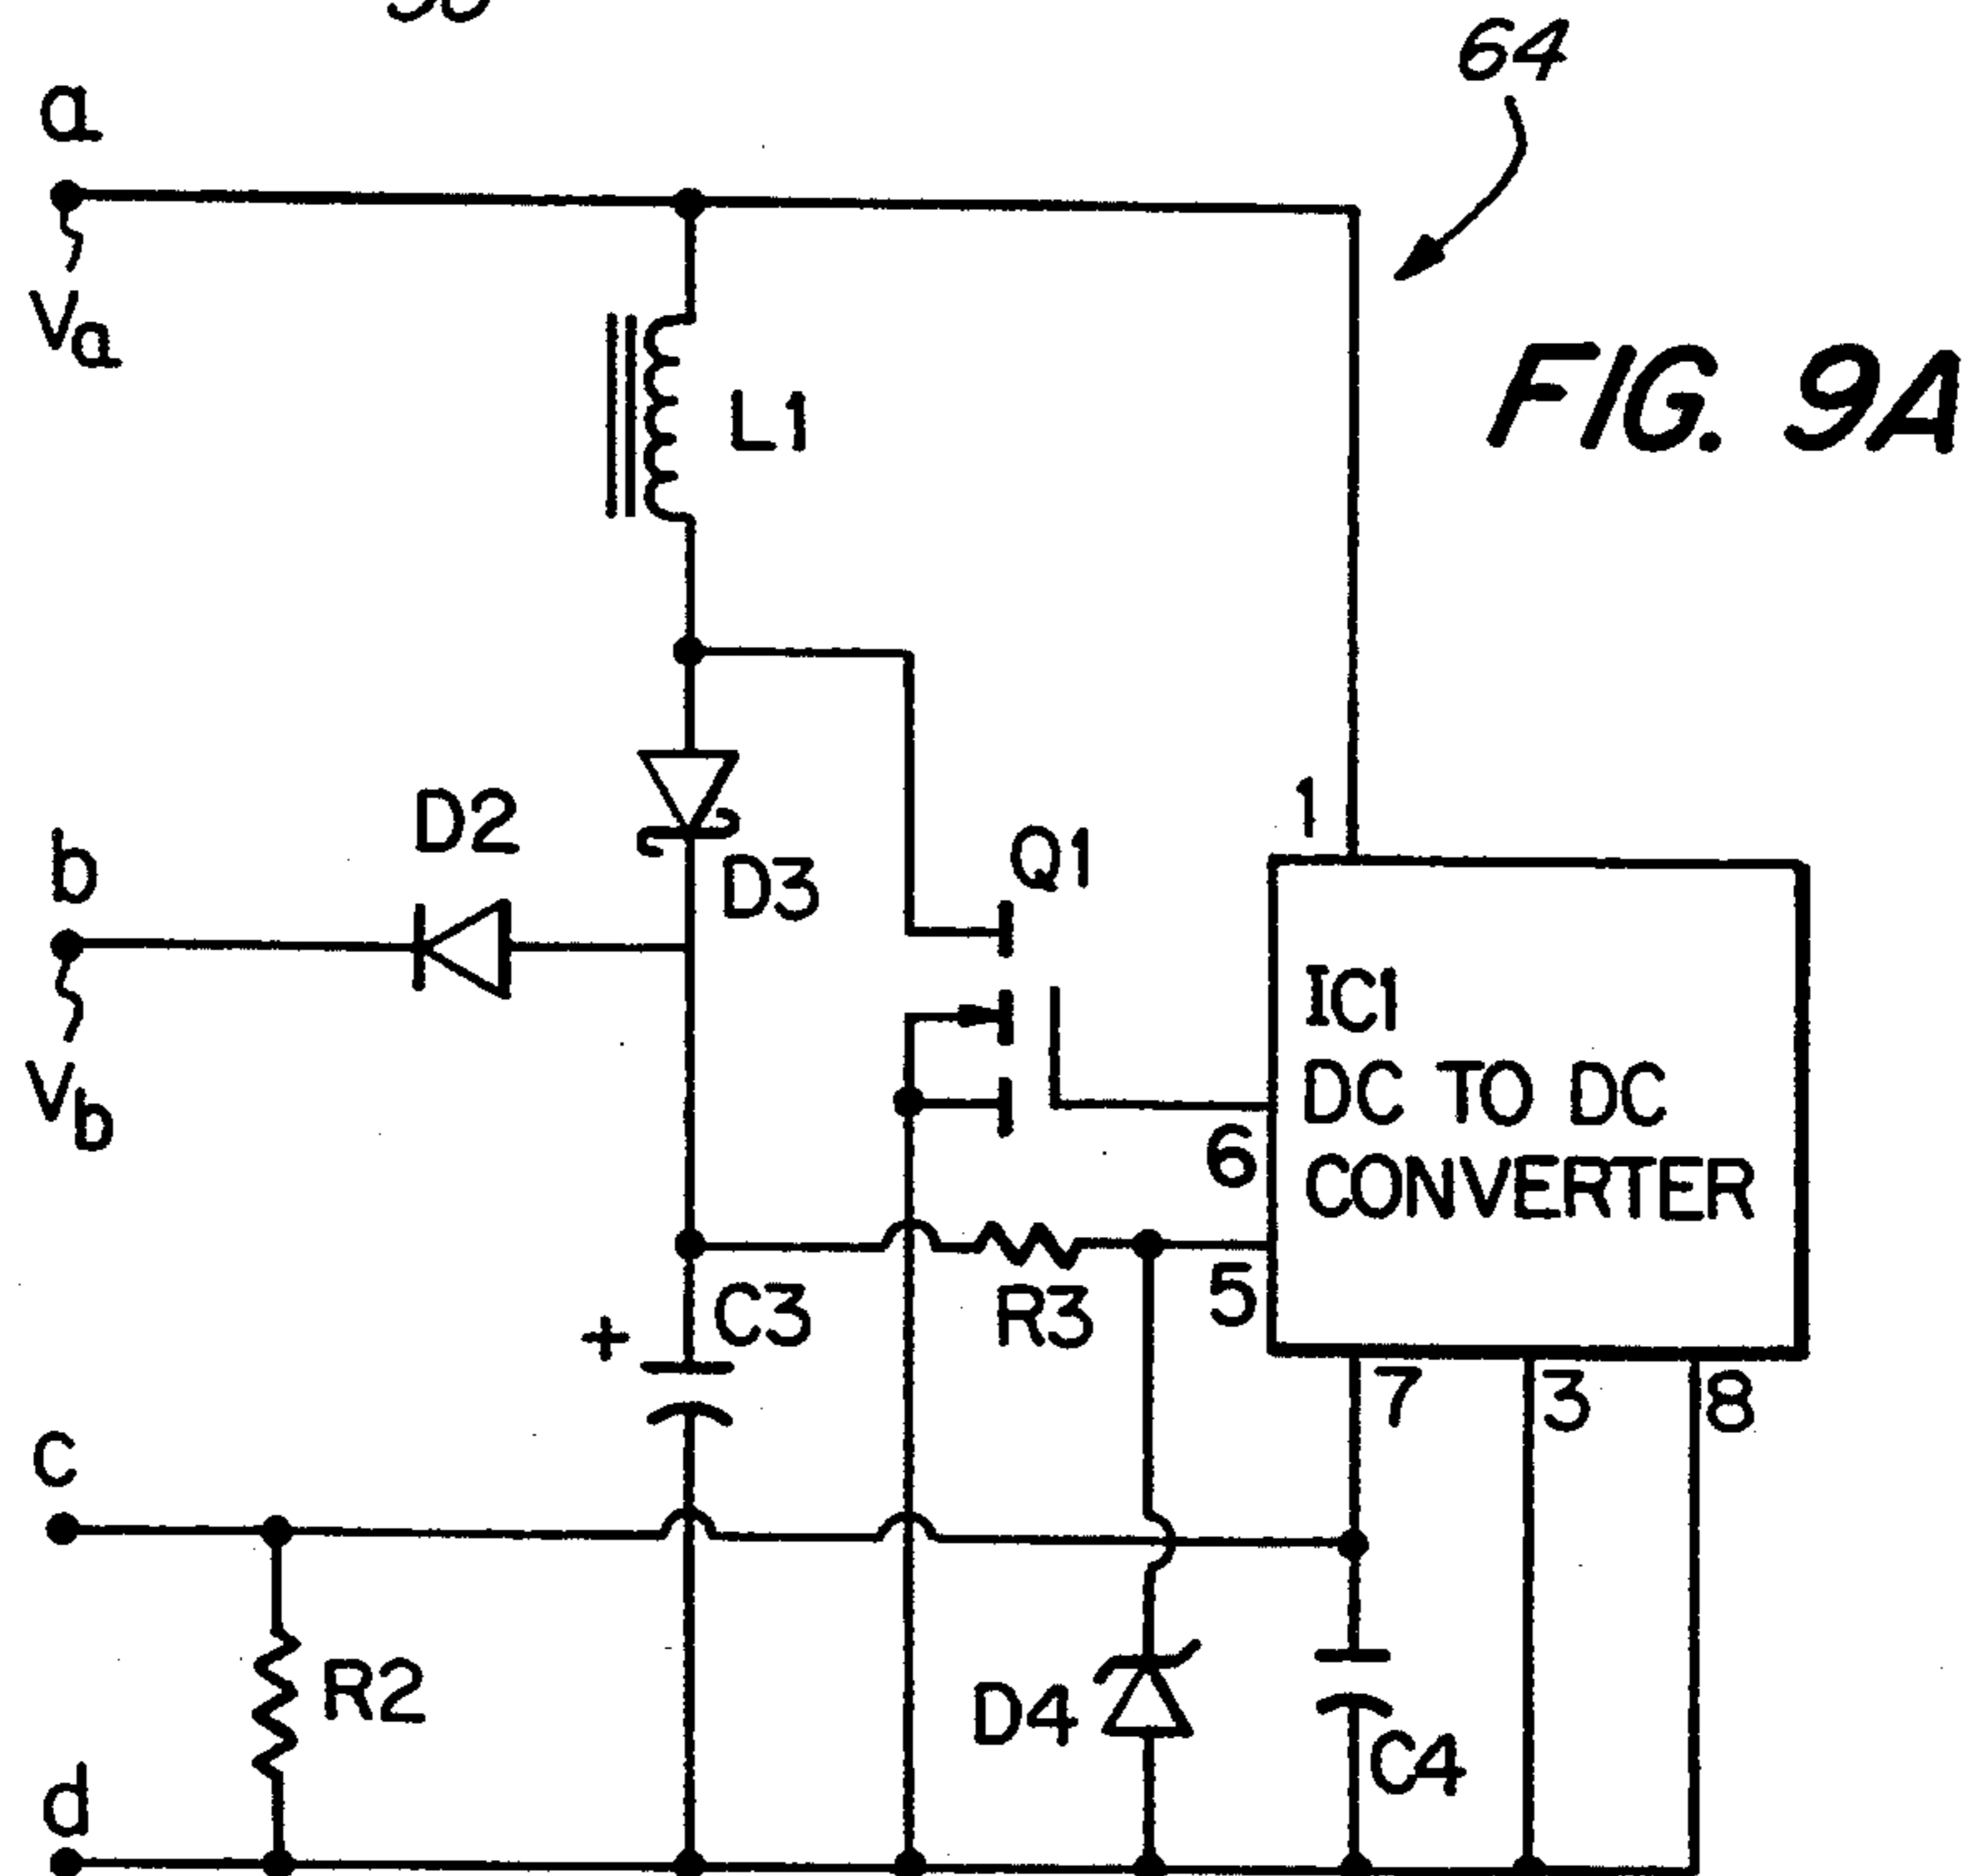 64
a
Va
L1
FIG. 9A
D2
D3
b
Q1
1
IC1
DC TO DC
CONVERTER
Vb
6
5
C3
R3
+
7
3
8
c
R2
D4
C4
d